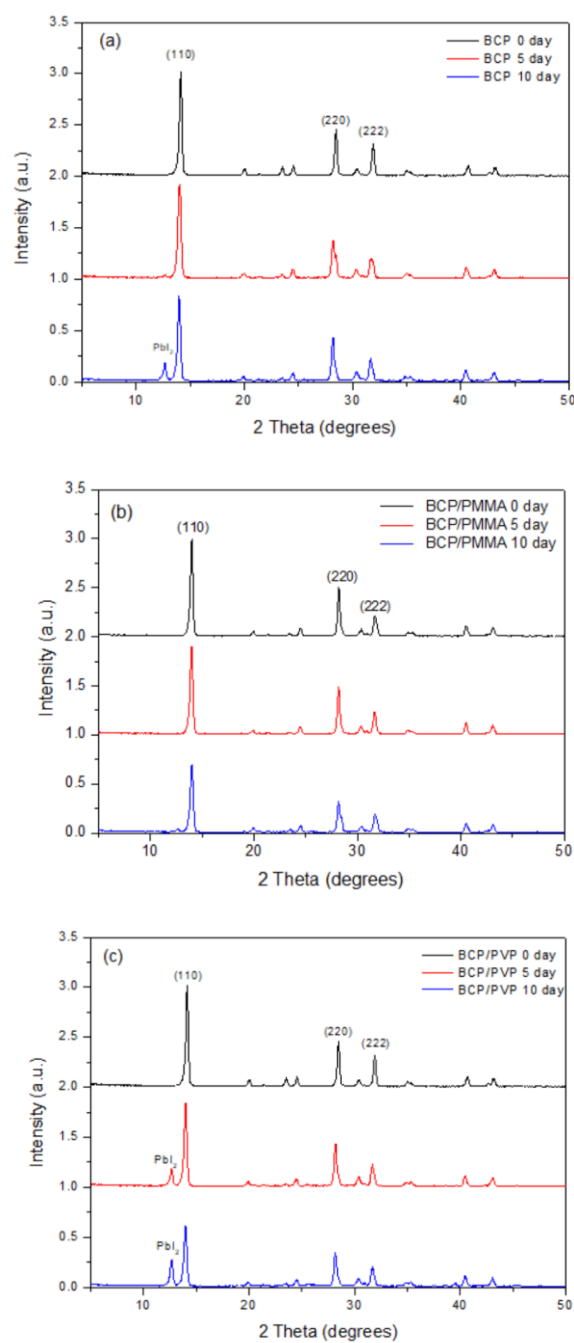 (a)
BCP 0 day
BCP 5 day
BCP 10 day
(110)
(220)
(222)
PbI₂
Intensity (a.u.)
3.5
3.0
2.5
2.0
1.5
1.0
0.5
0.0
10 20 30 40 50
2 Theta (degrees)
(b)
BCP/PMMA 0 day
BCP/PMMA 5 day
BCP/PMMA 10 day
(110)
(220)
(222)
Intensity (a.u.)
3.5
3.0
2.5
2.0
1.5
1.0
0.5
0.0
10 20 30 40 50
2 Theta (degrees)
(c)
BCP/PVP 0 day
BCP/PVP 5 day
BCP/PVP 10 day
(110)
(220)
(222)
PbI₂
PbI₂
Intensity (a.u.)
3.5
3.0
2.5
2.0
1.5
1.0
0.5
0.0
10 20 30 40 50
2 Theta (degrees)